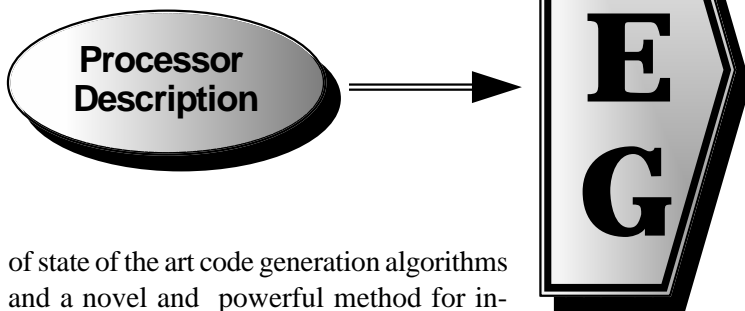 Processor
Description
E
G
of state of the art code generation algorithms
and a novel and powerful method for in-